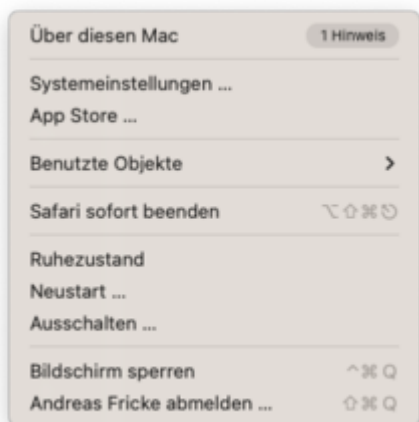 Über diesen Mac 1 Hinweis
Systemeinstellungen ...
App Store ...
Benutzte Objekte >
Safari sofort beenden ⌥⇧⌘⎋
Ruhezustand
Neustart ...
Ausschalten ...
Bildschirm sperren ^⌘Q
Andreas Fricke abmelden ... ⇧⌘Q